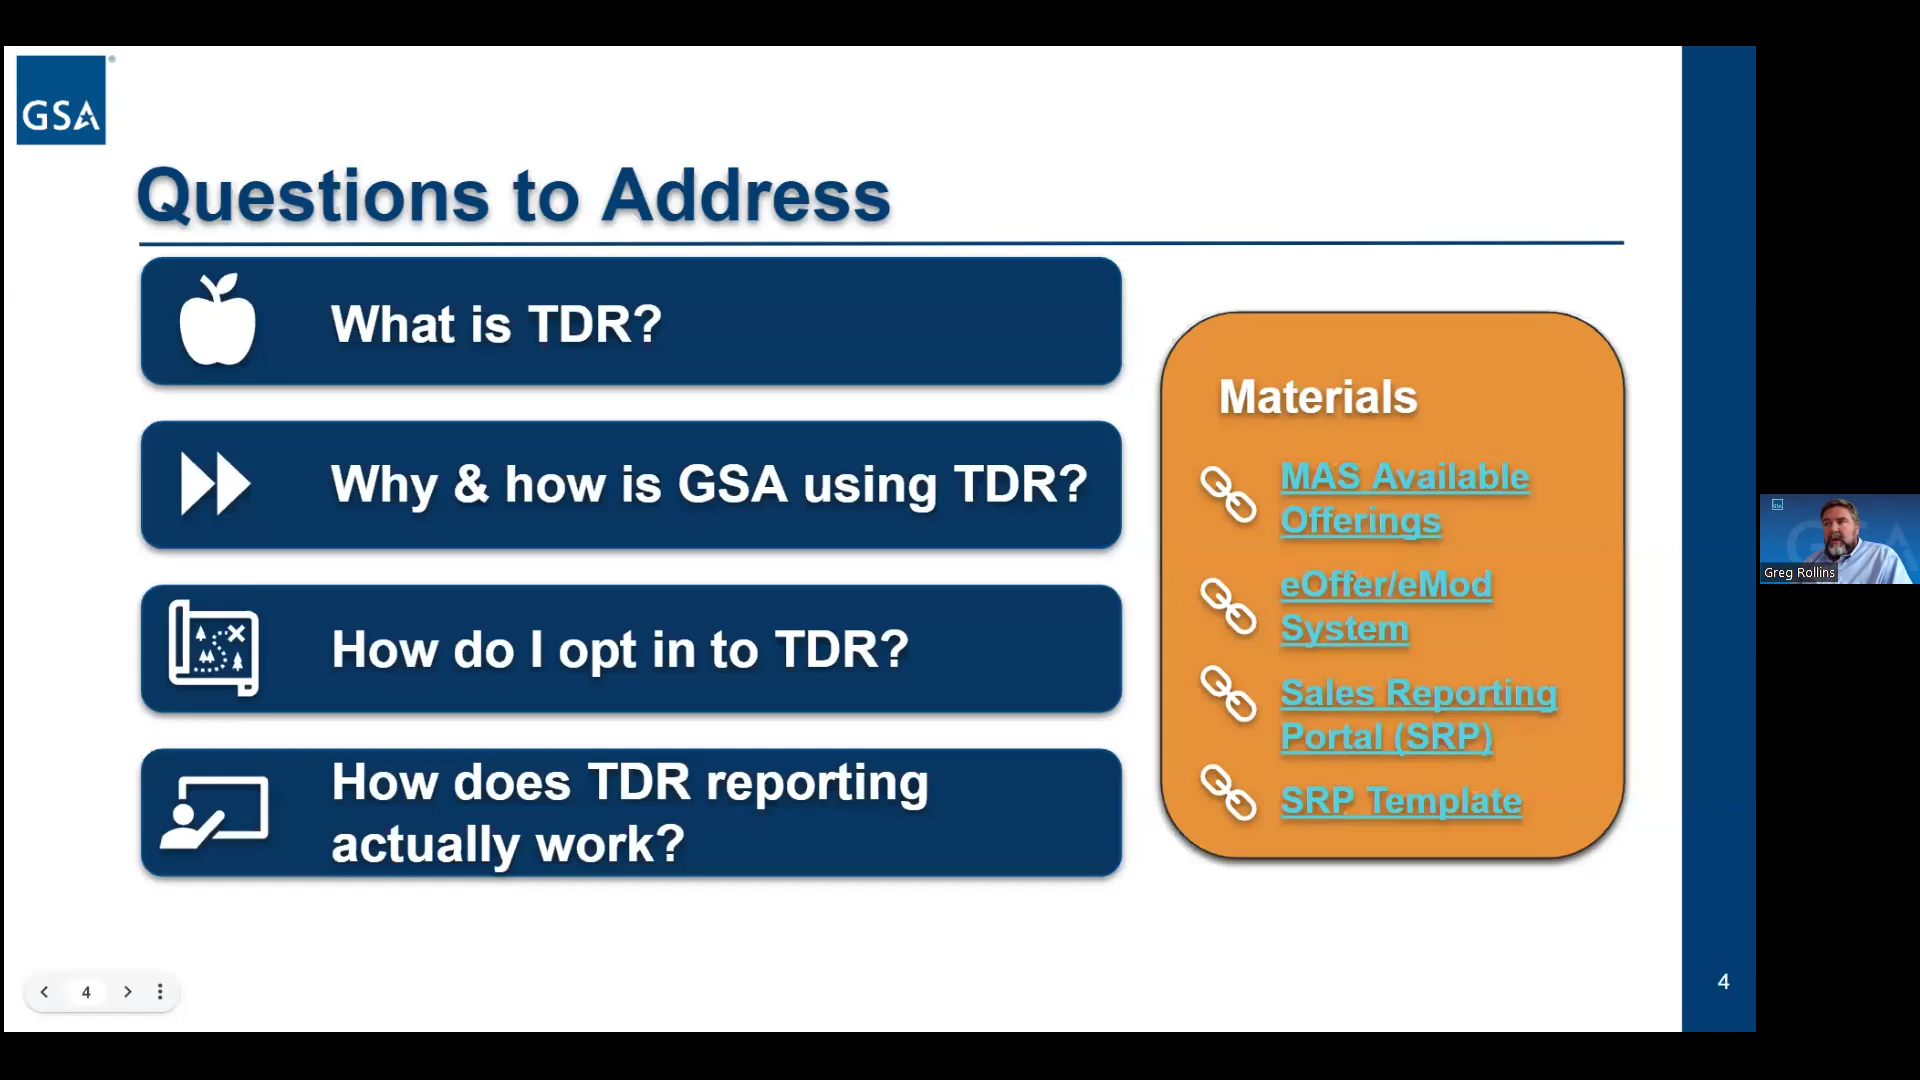 GSA
Questions to Address
What is TDR?
Why & how is GSA using TDR?
How do I opt in to TDR?
How does TDR reporting
actually work?
Materials
MAS Available
Offerings
eOffer/eMod
System
Sales Reporting
Portal (SRP)
SRP Template
Greg Rollins
4
4